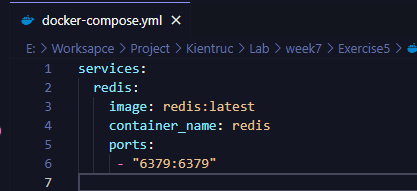 docker-compose.yml ×
E: > Worksapce > Project > Kientruc > Lab > week7 > Exercise5 >
1 services:
2 redis:
3 image: redis:latest
4 container_name: redis
5 ports:
6 - "6379:6379"
7